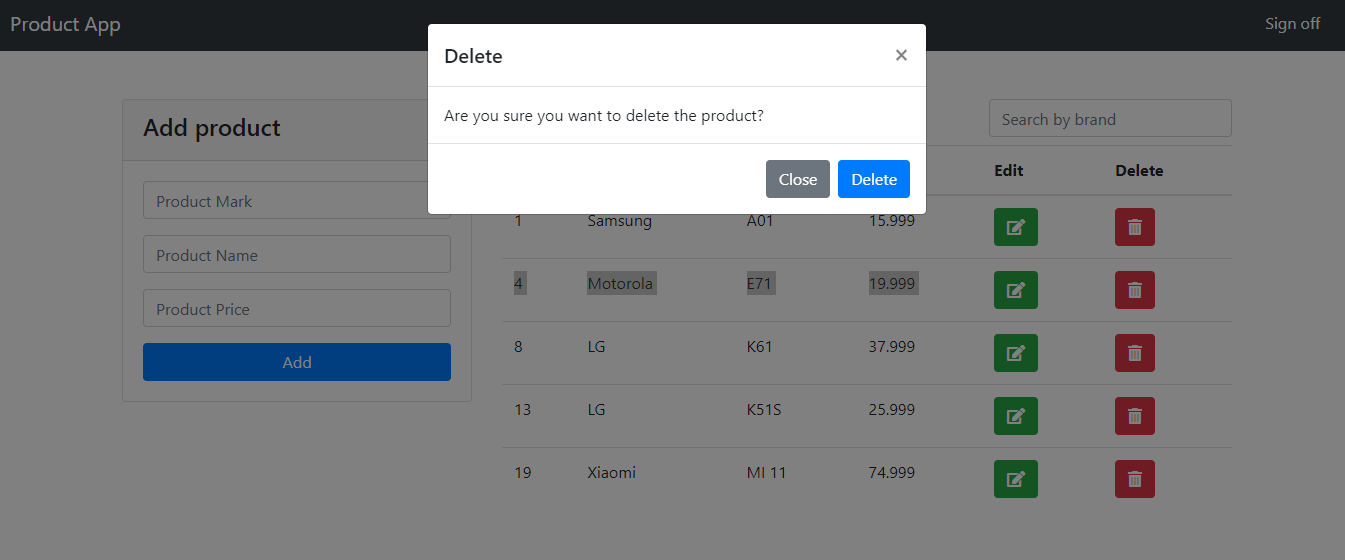 Product App
Sign off
Delete
×
Are you sure you want to delete the product?
Close Delete
Add product
Product Mark
Product Name
Product Price
Add
Search by brand
Edit Delete
1 Samsung A01 15.999
4 Motorola E71 19.999
8 LG K61 37.999
13 LG K51S 25.999
19 Xiaomi MI 11 74.999